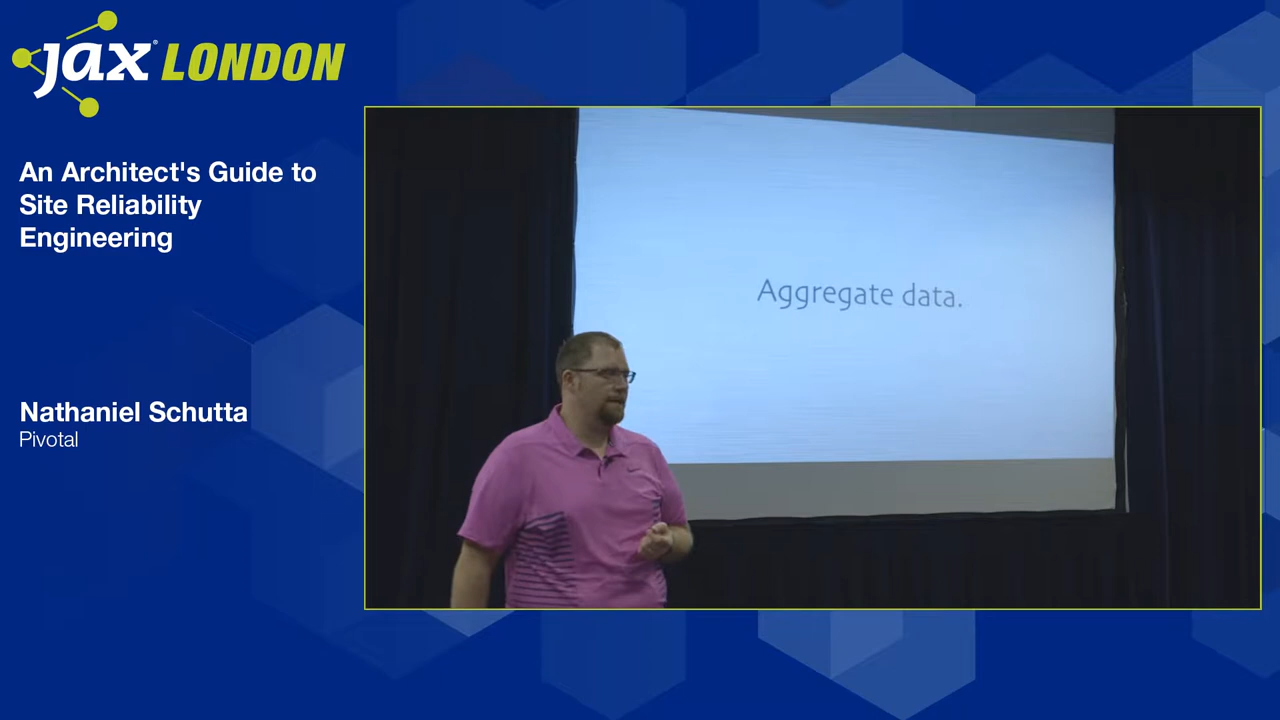 jax LONDON
An Architect's Guide to
Site Reliability
Engineering
Nathaniel Schutta
Pivotal
Aggregate data.